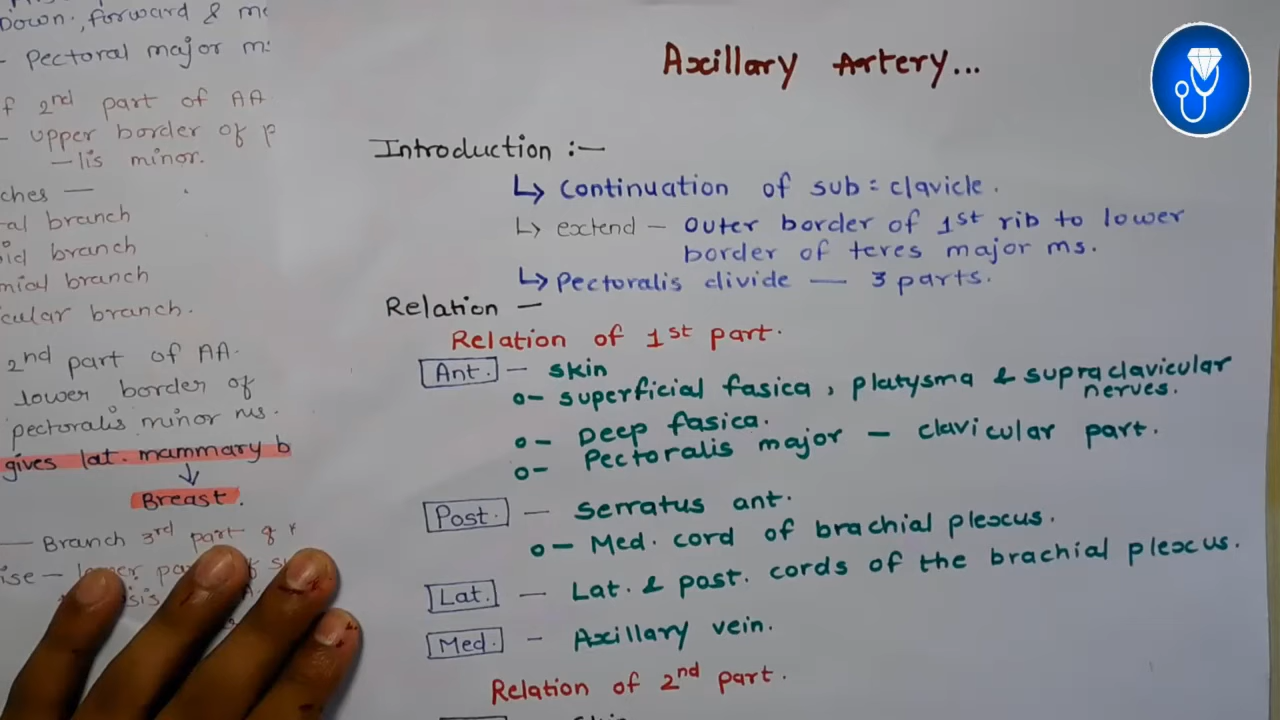 Down, forward & m
- Pectoral major m
f 2nd part of AA
- upper border of p
-lis minor.
ches —
al branch
id branch
mial branch
cular branch.
2nd part of AA.
lower border of
pectoralis minor ms.
gives lat. mammary b
↓
Breast.
— Branch 3rd part of
ise — lower par
Axillary Artery...
Introduction :-
↳ Continuation of sub = clavicle.
↳ extend - outer border of 1st rib to lower
border of teres major ms.
↳ Pectoralis divide — 3 parts.
Relation -
Relation of 1st part.
Ant. - skin
o- superficial fasica, platysma & supraclavicular
nerves.
o- Deep fasica.
o- Pectoralis major - clavicular part.
Post. - Serratus ant.
o- Med. cord of brachial plexus.
Lat. - Lat. & post. cords of the brachial plexus.
Med. - Axillary vein.
Relation of 2nd part.